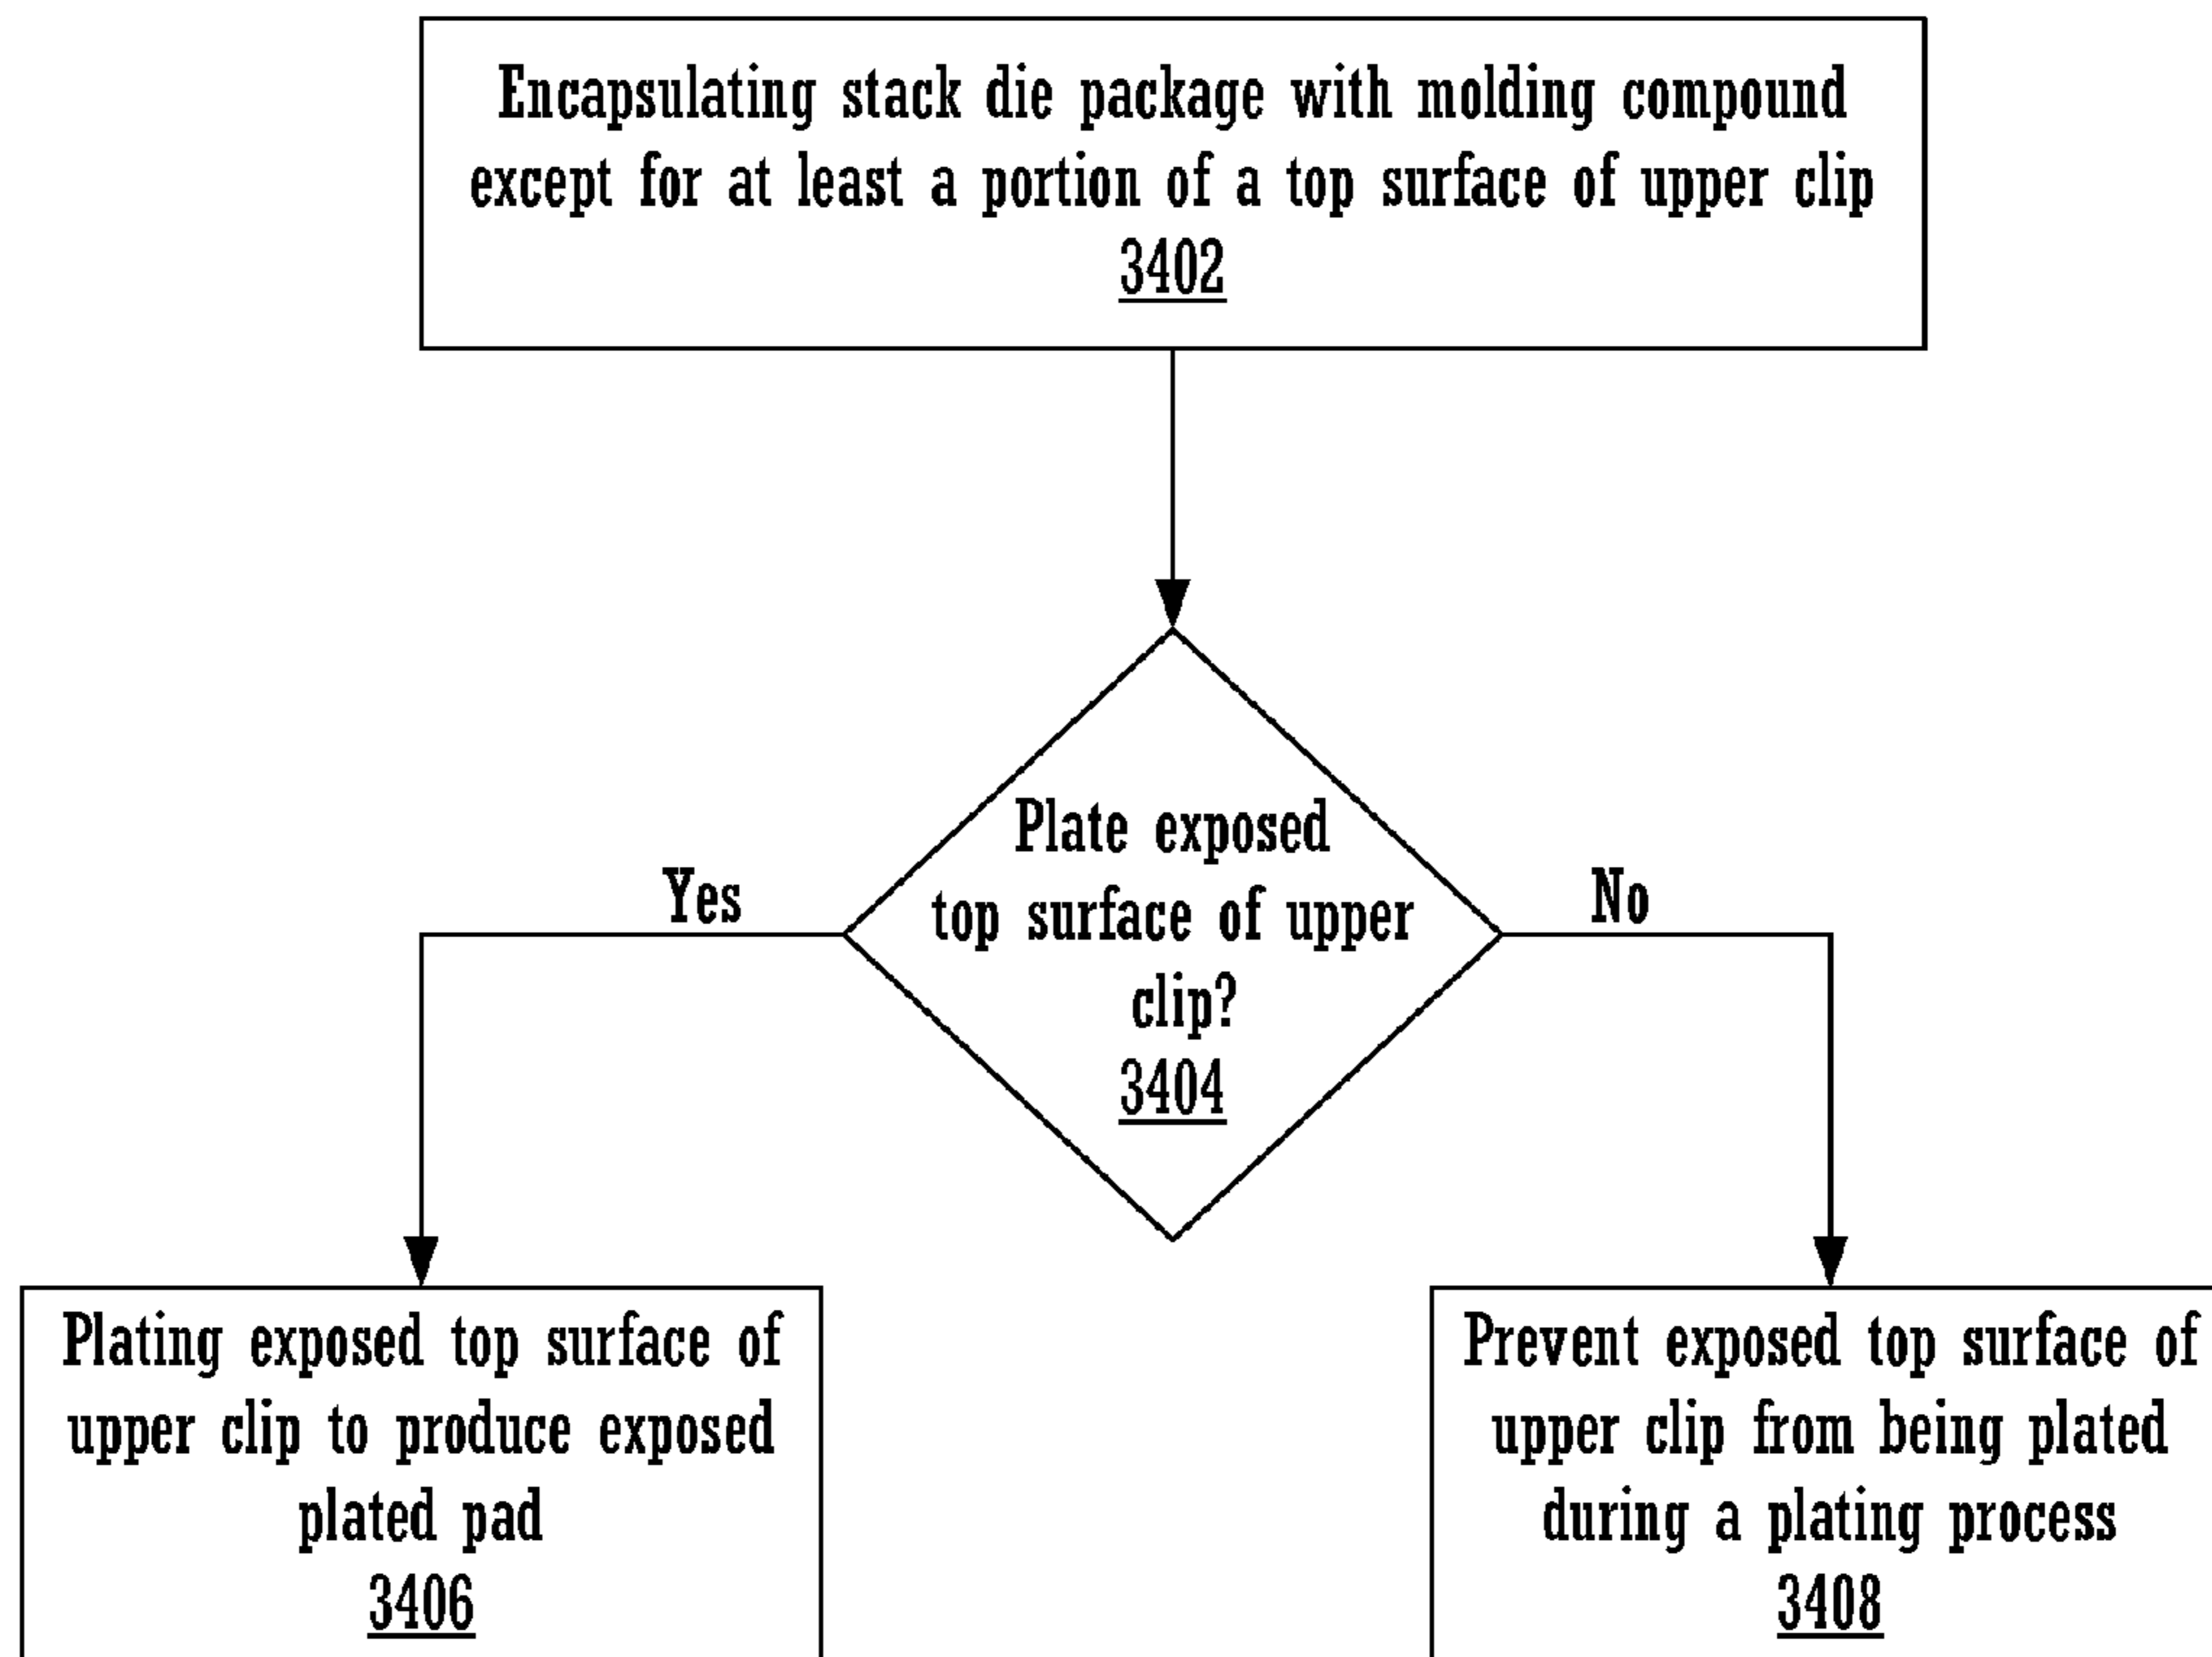 Encapsulating stack die package with molding compound
except for at least a portion of a top surface of upper clip
3402
Plate exposed
top surface of upper
clip?
3404
Yes
No
Plating exposed top surface of
upper clip to produce exposed
plated pad
3406
Prevent exposed top surface of
upper clip from being plated
during a plating process
3408